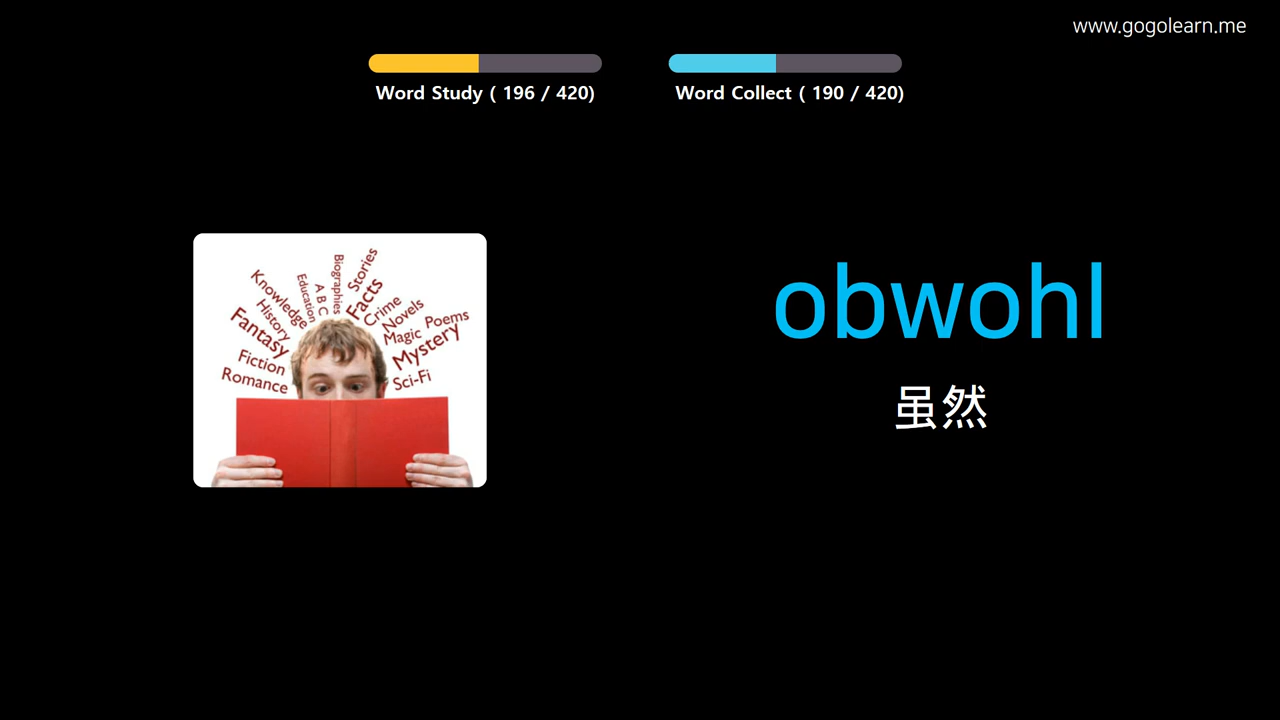 www.gogolearn.me
Word Study ( 196 / 420)
Word Collect ( 190 / 420)
Knowledge
History
Fantasy
Fiction
Romance
Education
A B C
Biographies
Stories
Facts
Crime
Novels
Magic
Poems
Mystery
Sci-Fi
obwohl
虽然